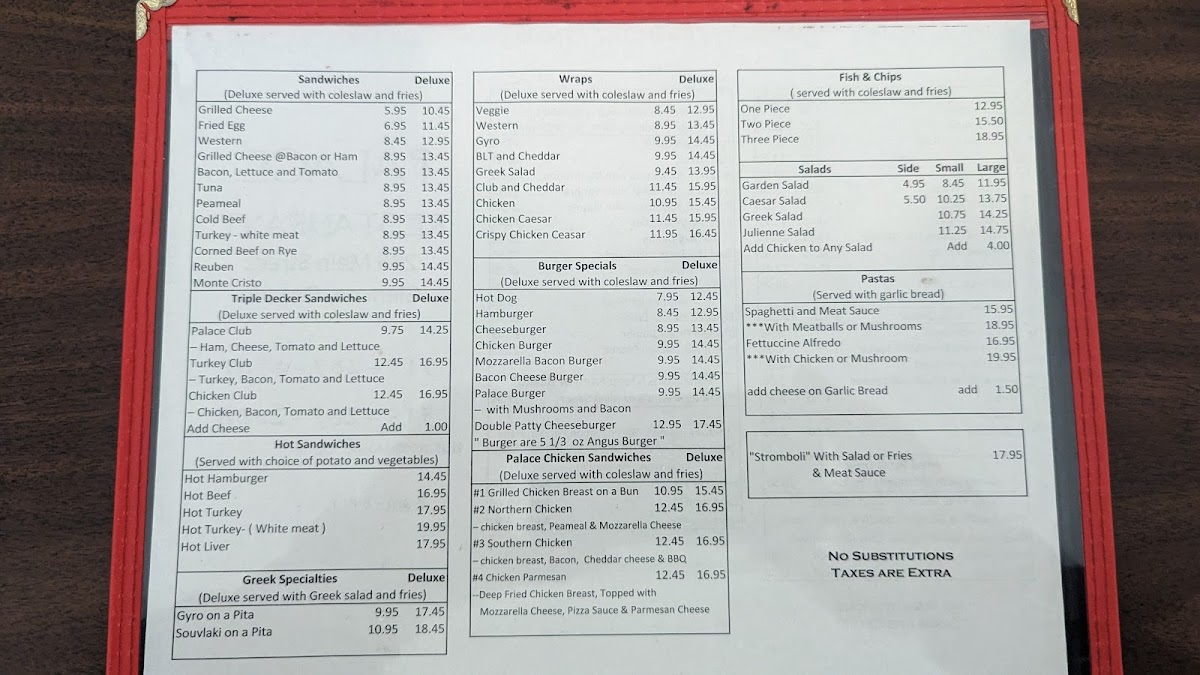 Sandwiches Deluxe
(Deluxe served with coleslaw and fries)
Grilled Cheese 5.95 10.45
Fried Egg 6.95 11.45
Western 8.45 12.95
Grilled Cheese @Bacon or Ham 8.95 13.45
Bacon, Lettuce and Tomato 8.95 13.45
Tuna 8.95 13.45
Peameal 8.95 13.45
Cold Beef 8.95 13.45
Turkey - white meat 8.95 13.45
Corned Beef on Rye 8.95 13.45
Reuben 9.95 14.45
Monte Cristo 9.95 14.45
Triple Decker Sandwiches Deluxe
(Deluxe served with coleslaw and fries)
Palace Club 9.75 14.25
– Ham, Cheese, Tomato and Lettuce
Turkey Club 12.45 16.95
– Turkey, Bacon, Tomato and Lettuce
Chicken Club 12.45 16.95
– Chicken, Bacon, Tomato and Lettuce
Add Cheese Add 1.00
Hot Sandwiches
(Served with choice of potato and vegetables)
Hot Hamburger 14.45
Hot Beef 16.95
Hot Turkey 17.95
Hot Turkey- ( White meat ) 19.95
Hot Liver 17.95
Greek Specialties Deluxe
(Deluxe served with Greek salad and fries)
Gyro on a Pita 9.95 17.45
Souvlaki on a Pita 10.95 18.45
Wraps Deluxe
(Deluxe served with coleslaw and fries)
Veggie 8.45 12.95
Western 8.95 13.45
Gyro 9.95 14.45
BLT and Cheddar 9.95 14.45
Greek Salad 9.45 13.95
Club and Cheddar 11.45 15.95
Chicken 10.95 15.45
Chicken Caesar 11.45 15.95
Crispy Chicken Ceasar 11.95 16.45
Burger Specials Deluxe
(Deluxe served with coleslaw and fries)
Hot Dog 7.95 12.45
Hamburger 8.45 12.95
Cheeseburger 8.95 13.45
Chicken Burger 9.95 14.45
Mozzarella Bacon Burger 9.95 14.45
Bacon Cheese Burger 9.95 14.45
Palace Burger 9.95 14.45
– with Mushrooms and Bacon
Double Patty Cheeseburger 12.95 17.45
" Burger are 5 1/3 oz Angus Burger "
Palace Chicken Sandwiches Deluxe
(Deluxe served with coleslaw and fries)
#1 Grilled Chicken Breast on a Bun 10.95 15.45
#2 Northern Chicken 12.45 16.95
– chicken breast, Peameal & Mozzarella Cheese
#3 Southern Chicken 12.45 16.95
– chicken breast, Bacon, Cheddar cheese & BBQ
#4 Chicken Parmesan 12.45 16.95
--Deep Fried Chicken Breast, Topped with
Mozzarella Cheese, Pizza Sauce & Parmesan Cheese
Fish & Chips
( served with coleslaw and fries)
One Piece 12.95
Two Piece 15.50
Three Piece 18.95
Salads Side Small Large
Garden Salad 4.95 8.45 11.95
Caesar Salad 5.50 10.25 13.75
Greek Salad 10.75 14.25
Julienne Salad 11.25 14.75
Add Chicken to Any Salad Add 4.00
Pastas
(Served with garlic bread)
Spaghetti and Meat Sauce 15.95
***With Meatballs or Mushrooms 18.95
Fettuccine Alfredo 16.95
***With Chicken or Mushroom 19.95
add cheese on Garlic Bread add 1.50
"Stromboli" With Salad or Fries 17.95
& Meat Sauce
No Substitutions
Taxes are Extra